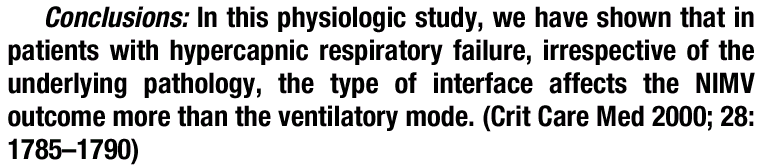 Conclusions: In this physiologic study, we have shown that in
patients with hypercapnic respiratory failure, irrespective of the
underlying pathology, the type of interface affects the NIMV
outcome more than the ventilatory mode. (Crit Care Med 2000; 28:
1785–1790)